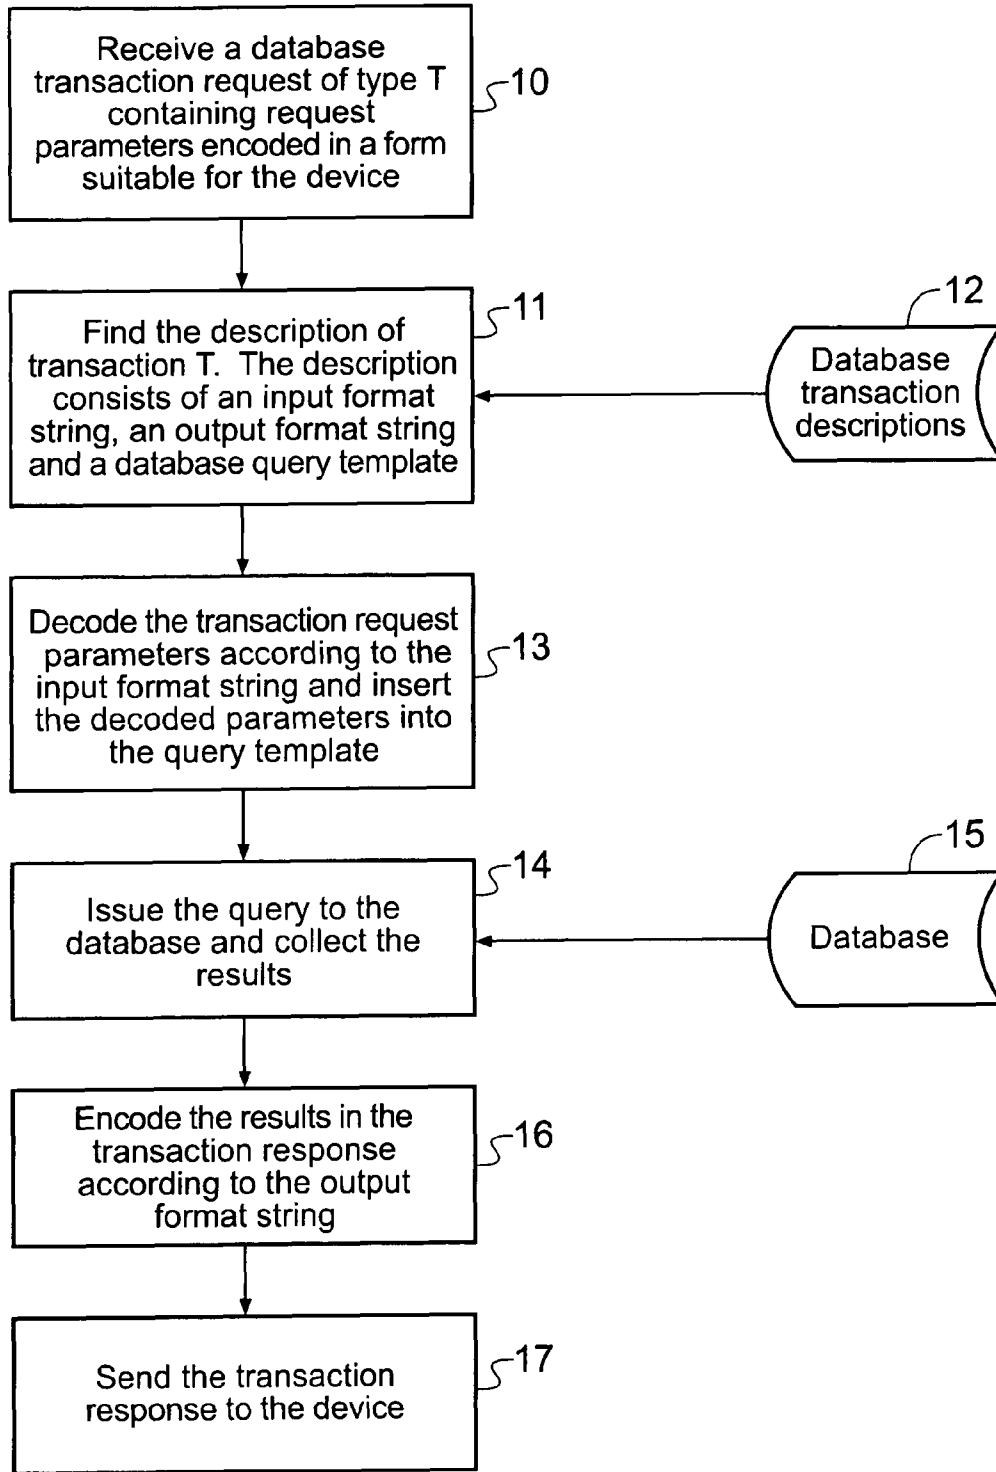 Receive a database
transaction request of type T
containing request
parameters encoded in a form
suitable for the device
10
Find the description of
transaction T. The description
consists of an input format
string, an output format string
and a database query template
11
12
Database
transaction
descriptions
Decode the transaction request
parameters according to the
input format string and insert
the decoded parameters into
the query template
13
Issue the query to the
database and collect the
results
14
15
Database
Encode the results in the
transaction response
according to the output
format string
16
Send the transaction
response to the device
17